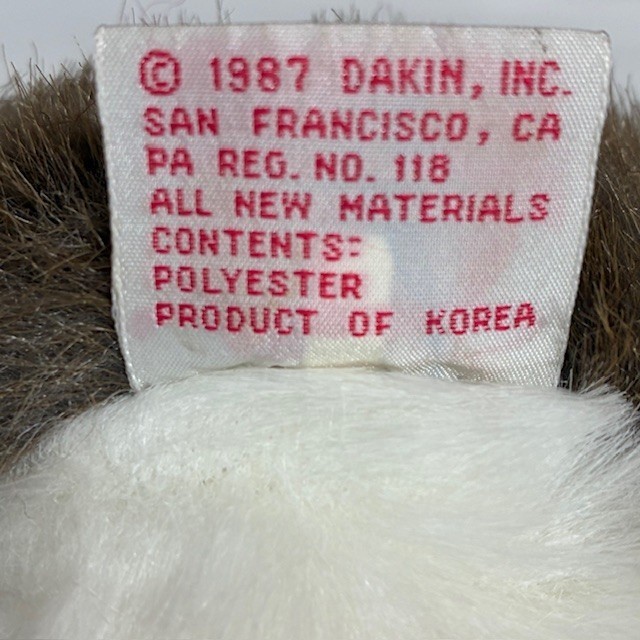 © 1987 DAKIN, INC.
SAN FRANCISCO, CA
PA REG. NO. 118
ALL NEW MATERIALS
CONTENTS:
POLYESTER
PRODUCT OF KOREA